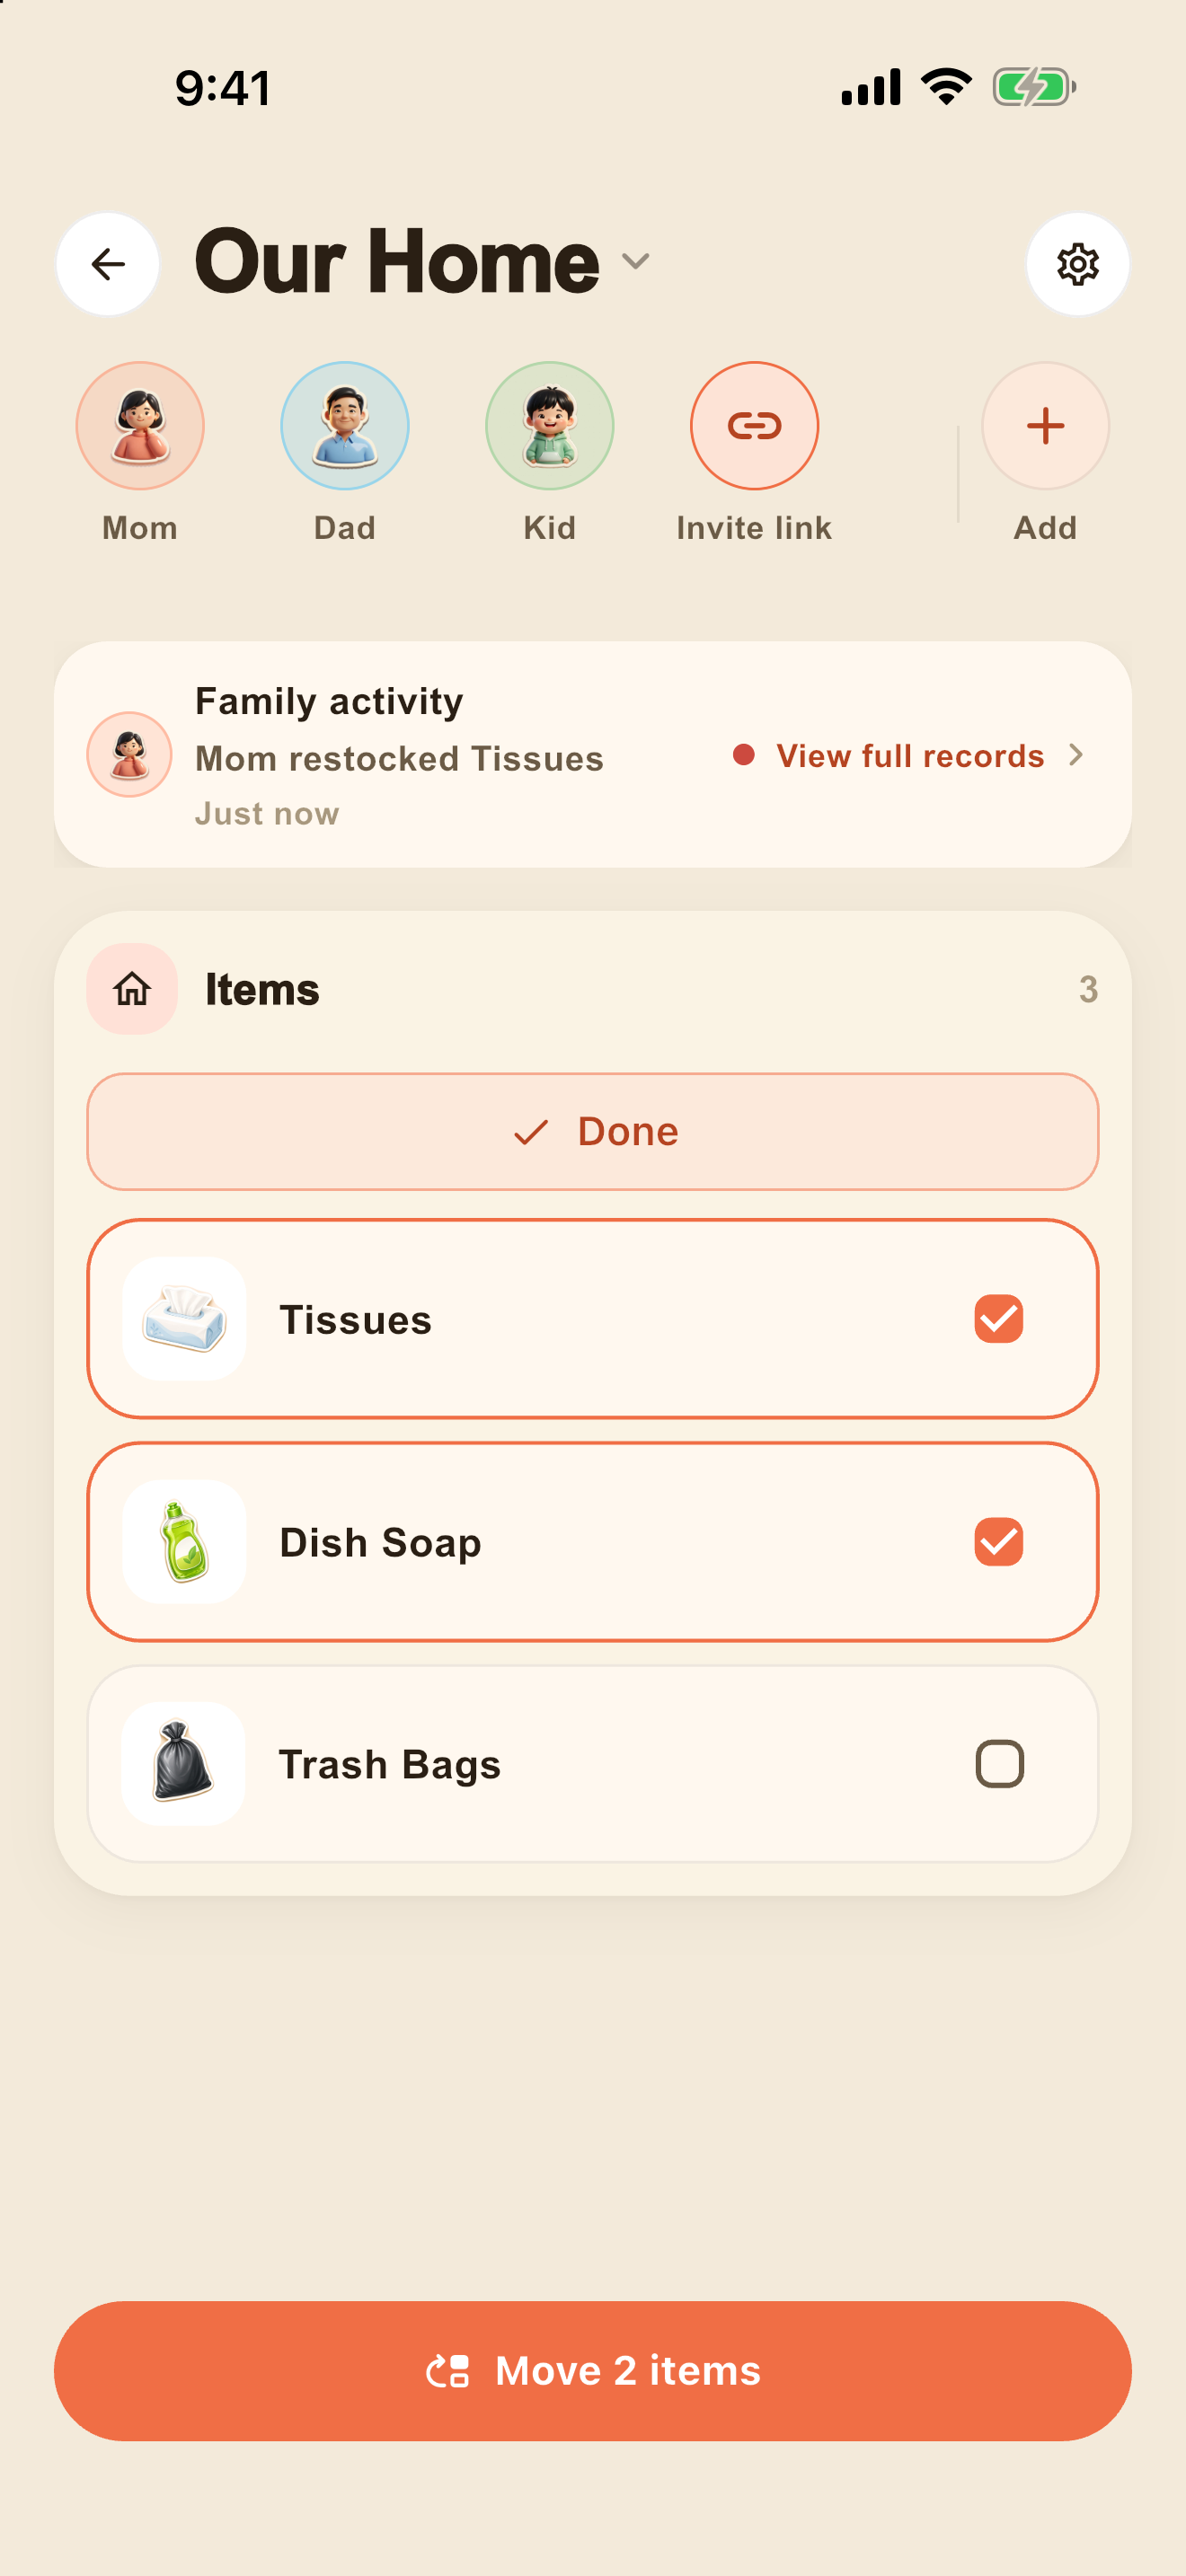 9:41
Our Home
Mom
Dad
Kid
Invite link
Add
Family activity
Mom restocked Tissues
Just now
View full records
Items
3
Done
Tissues
Dish Soap
Trash Bags
Move 2 items